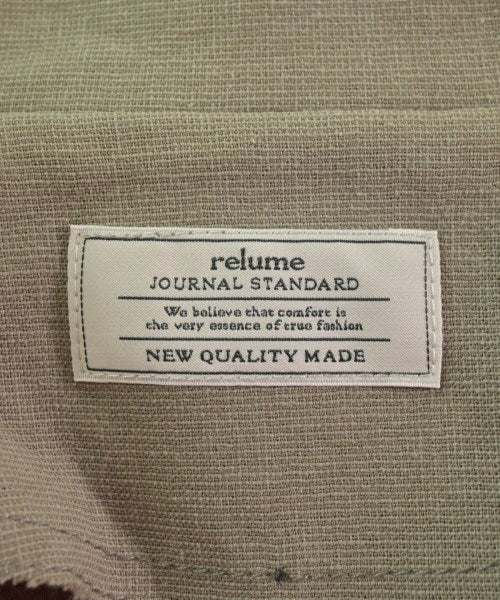 relume
JOURNAL STANDARD
We believe that comfort is
the very essence of true fashion
NEW QUALITY MADE